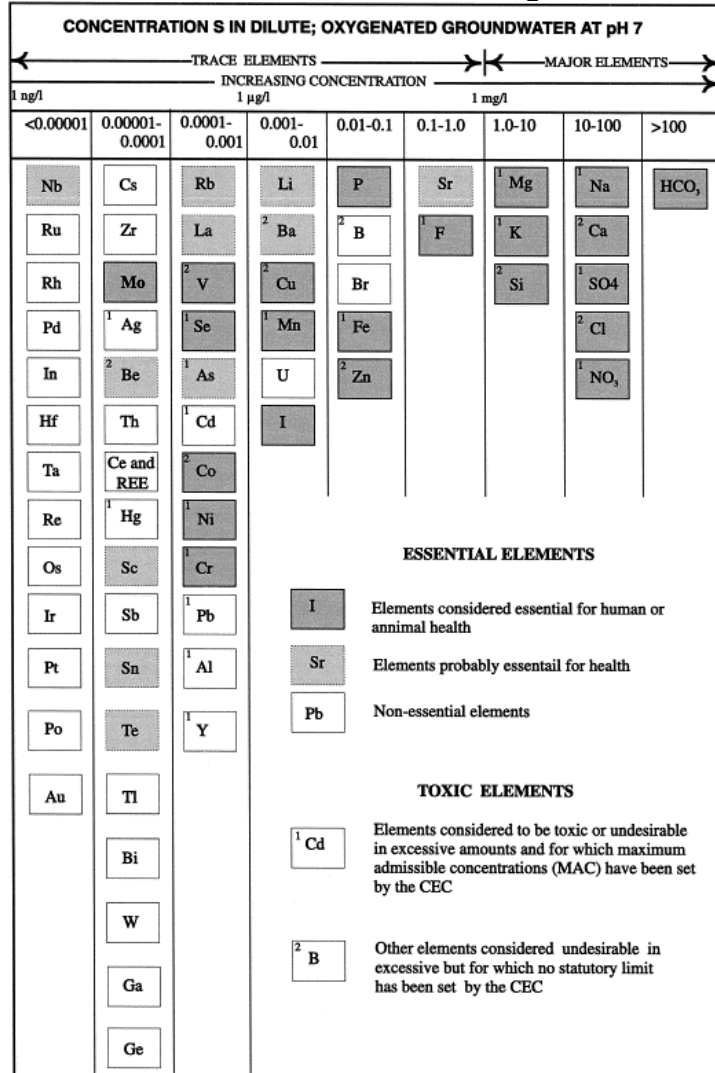 CONCENTRATION S IN DILUTE; OXYGENATED GROUNDWATER AT pH 7
TRACE ELEMENTS MAJOR ELEMENTS
INCREASING CONCENTRATION
1 ng/l 1 µg/l 1 mg/l
<0.00001 0.00001- 0.0001- 0.001- 0.01-0.1 0.1-1.0 1.0-10 10-100 >100
0.0001 0.001 0.01
Nb Cs Rb Li P Sr 1 Mg 1 Na HCO₃
Ru Zr La 2 Ba 2 B 1 F 1 K 2 Ca
Rh Mo 2 V 2 Cu Br 2 Si 1 SO4
Pd 1 Ag 1 Se 1 Mn 1 Fe 2 Cl
In 2 Be 1 As U 2 Zn 1 NO₃
Hf Th 1 Cd I
Ta Ce and 2 Co
REE
Re 1 Hg 1 Ni
Os Sc 1 Cr
Ir Sb 1 Pb
Pt Sn 1 Al
Po Te 1 Y
Au Tl
Bi
W
Ga
Ge
ESSENTIAL ELEMENTS
I Elements considered essential for human or
annimal health
Sr Elements probably essentail for health
Pb Non-essential elements
TOXIC ELEMENTS
1 Cd Elements considered to be toxic or undesirable
in excessive amounts and for which maximum
admissible concentrations (MAC) have been set
by the CEC
2 B Other elements considered undesirable in
excessive but for which no statutory limit
has been set by the CEC